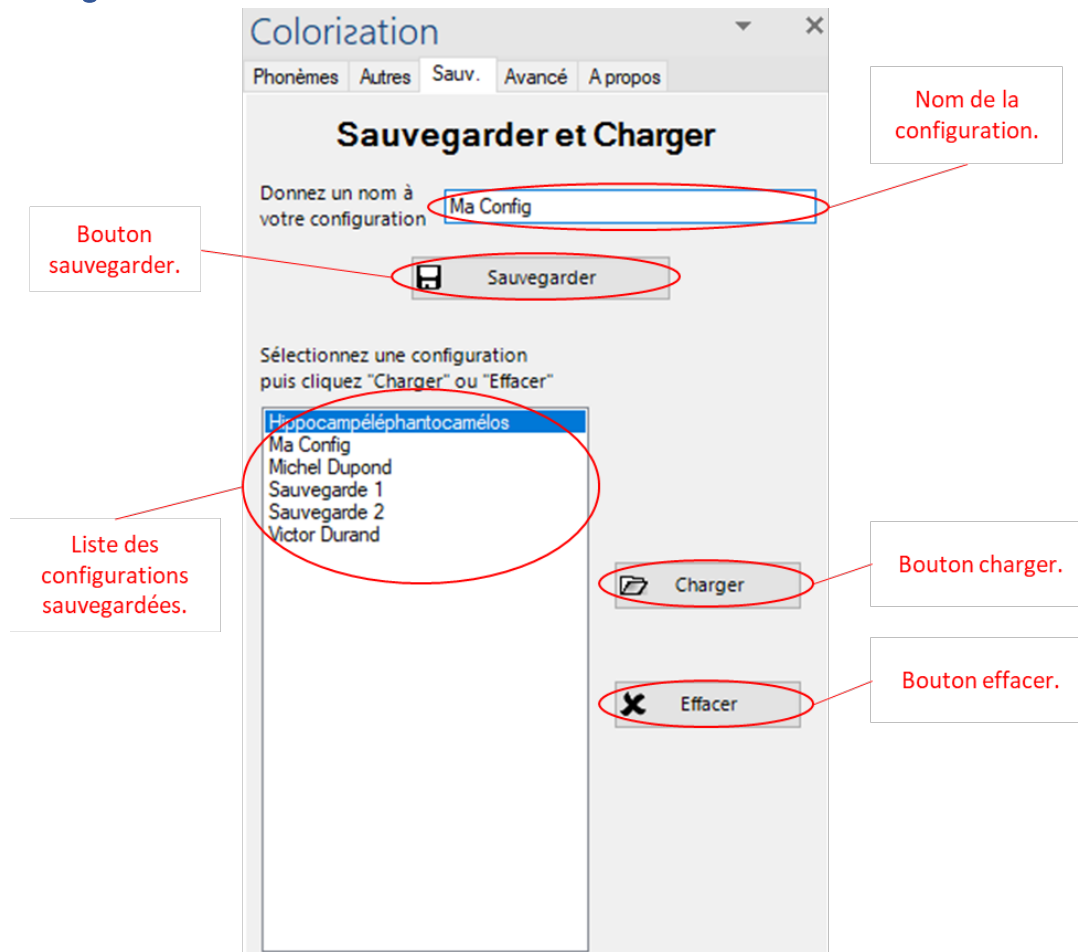 Colorization
Phonèmes Autres Sauv. Avancé A propos
Nom de la
configuration.
Sauvegarder et Charger
Donnez un nom à
votre configuration
Ma Config
Bouton
sauvegarder.
Sauvegarder
Sélectionnez une configuration
puis cliquez "Charger" ou "Effacer"
Hippocampéléphantocamélos
Ma Config
Michel Dupond
Sauvegarde 1
Sauvegarde 2
Victor Durand
Liste des
configurations
sauvegardées.
Charger
Bouton charger.
Effacer
Bouton effacer.